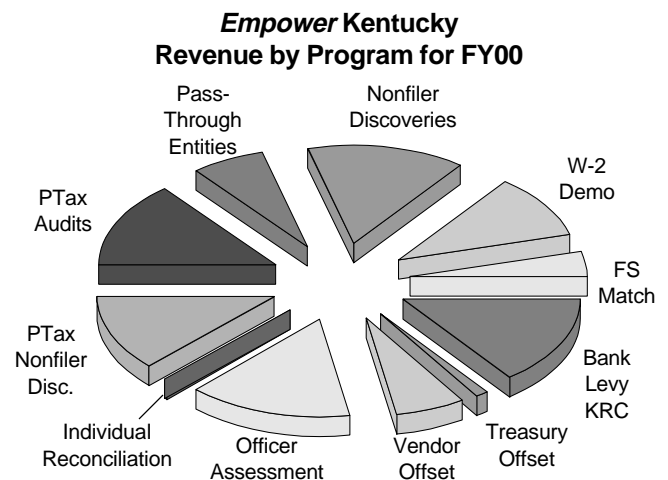 Empower Kentucky
Revenue by Program for FY00
Pass-
Through
Entities
Nonfiler
Discoveries
W-2
Demo
FS
Match
Bank
Levy
KRC
Treasury
Offset
Vendor
Offset
Officer
Assessment
Individual
Reconciliation
PTax
Nonfiler
Disc.
PTax
Audits